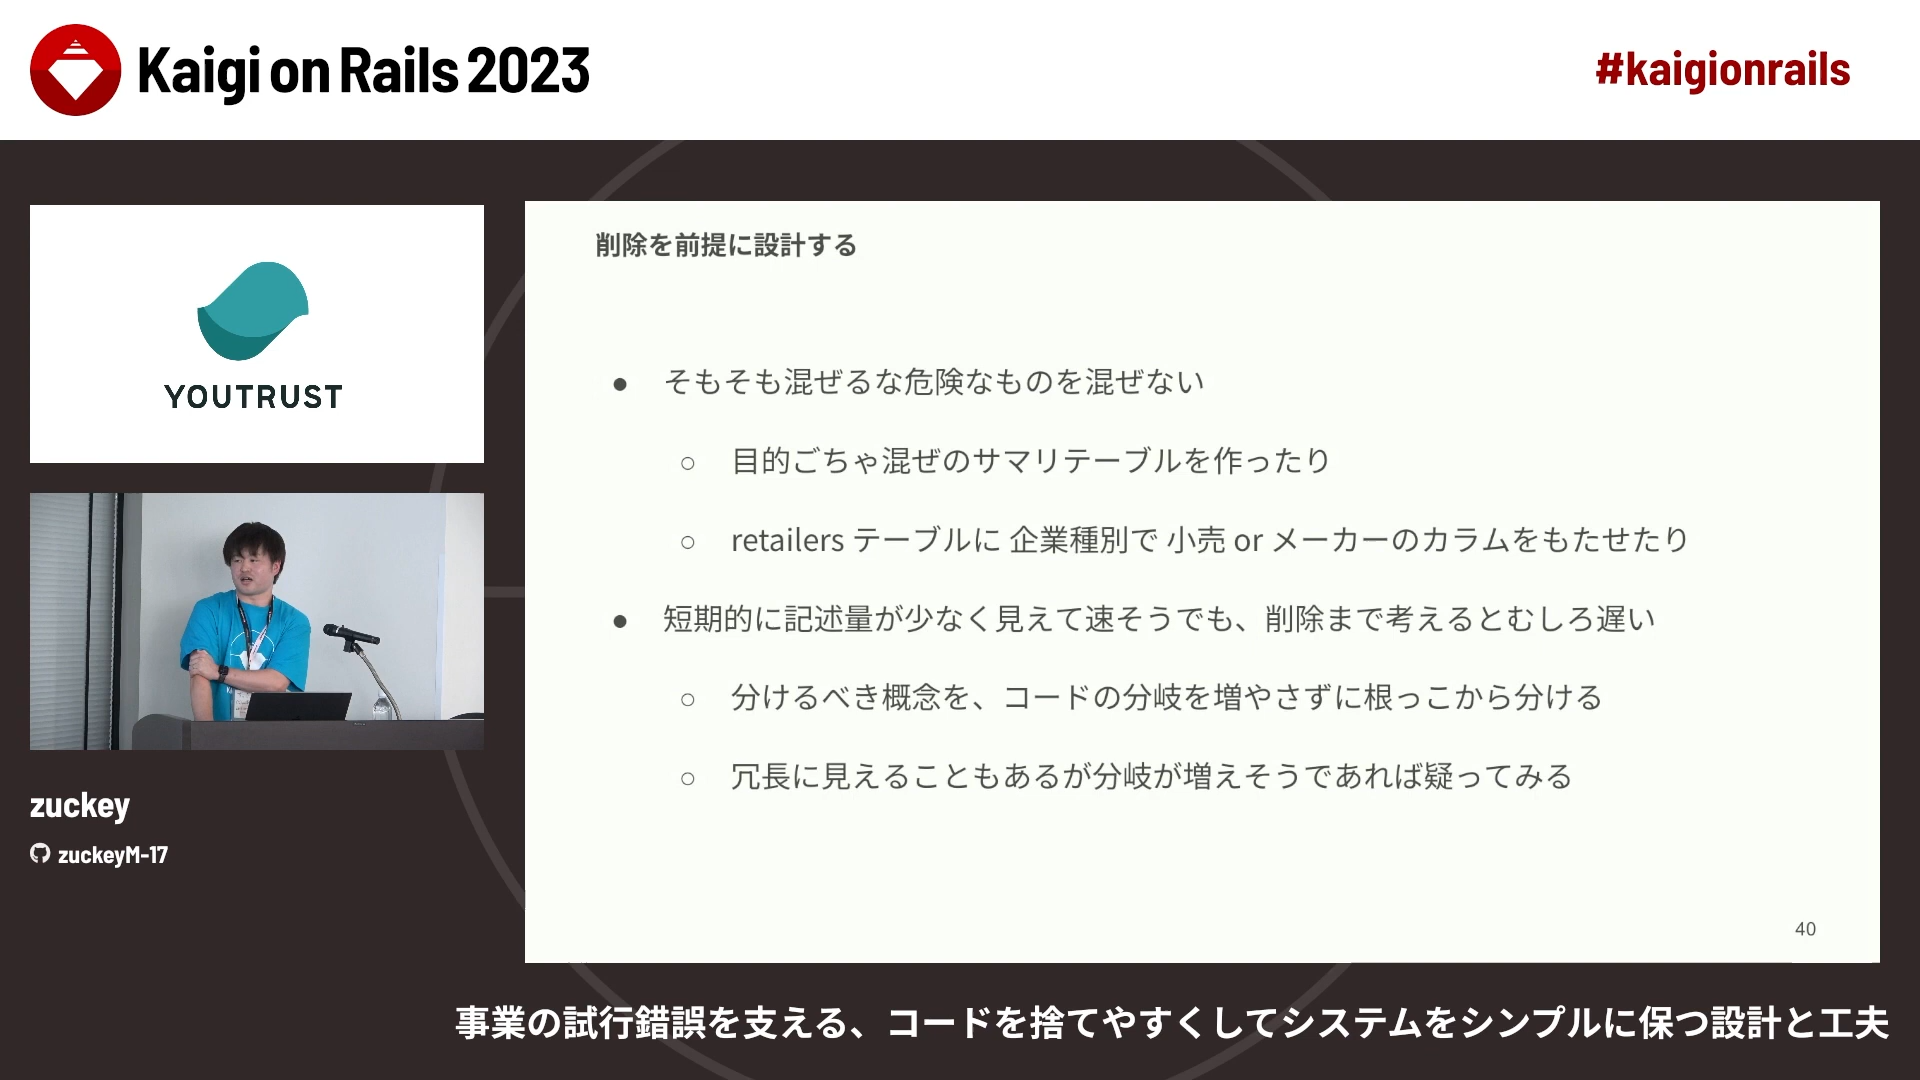 Kaigi on Rails 2023
#kaigionrails
YOUTRUST
zuckey
zuckeyM-17
削除を前提に設計する
● そもそも混ぜるな危険なものを混ぜない
○ 目的ごちゃ混ぜのサマリテーブルを作ったり
○ retailers テーブルに 企業種別で 小売 or メーカーのカラムをもたせたり
● 短期的に記述量が少なく見えて速そうでも、削除まで考えるとむしろ遅い
○ 分けるべき概念を、コードの分岐を増やさずに根っこから分ける
○ 冗長に見えることもあるが分岐が増えそうであれば疑ってみる
40
事業の試行錯誤を支える、コードを捨てやすくしてシステムをシンプルに保つ設計と工夫